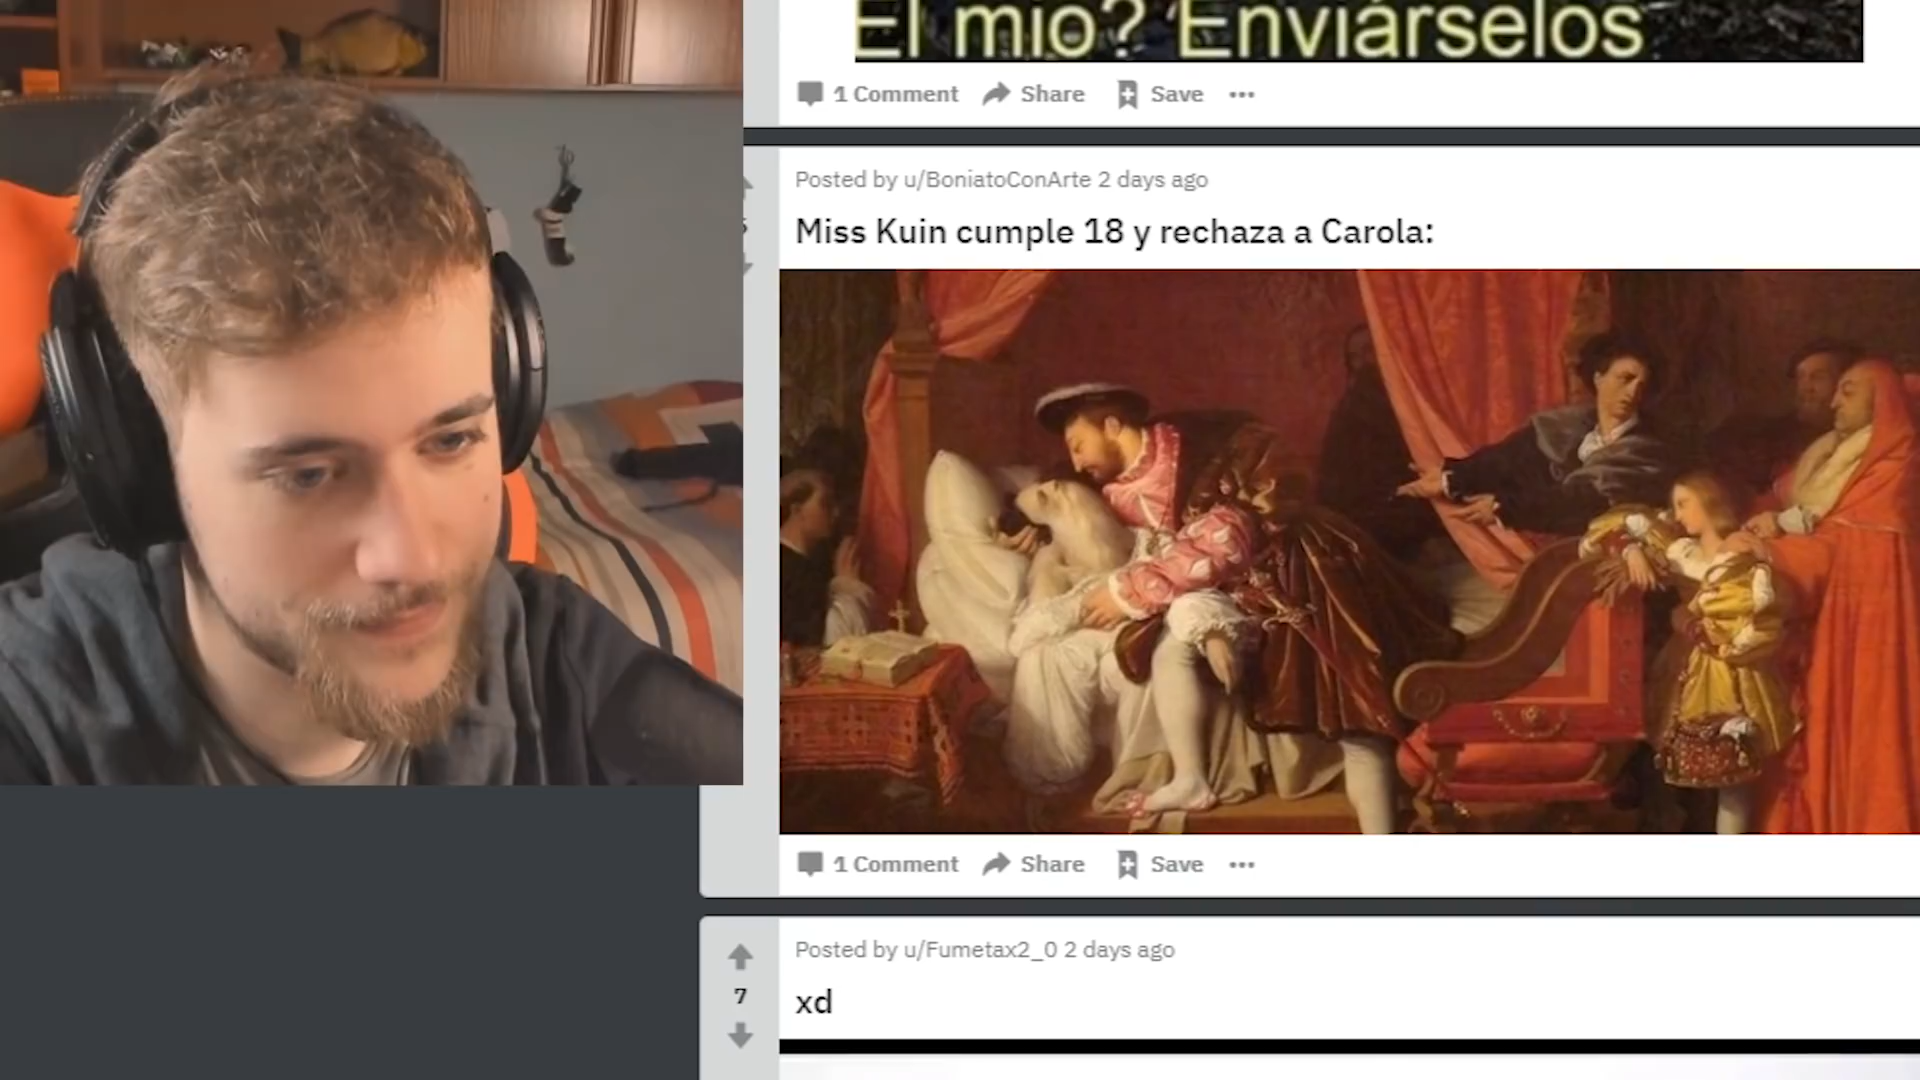 El mio? Enviárselos
1 Comment Share Save
Posted by u/BoniatoConArte 2 days ago
Miss Kuin cumple 18 y rechaza a Carola:
1 Comment Share Save
Posted by u/Fumetax2_0 2 days ago
7
xd